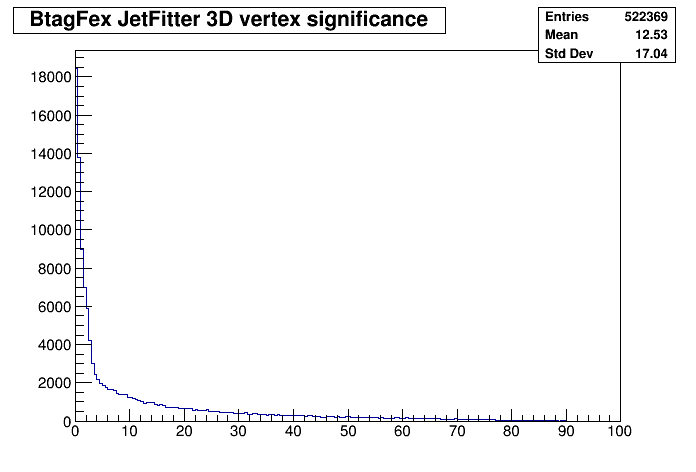 BtagFex JetFitter 3D vertex significance
Entries 522369
Mean 12.53
Std Dev 17.04
18000
16000
14000
12000
10000
8000
6000
4000
2000
0
0 10 20 30 40 50 60 70 80 90 100